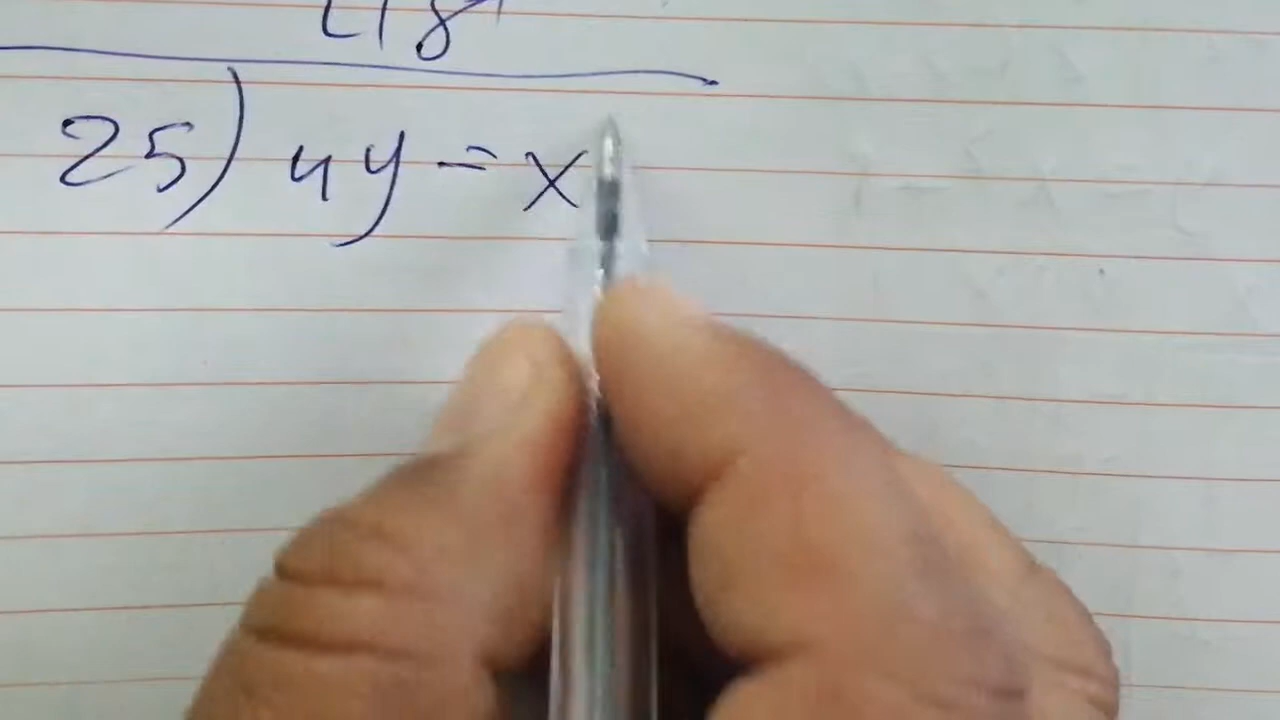 25) 4y = x